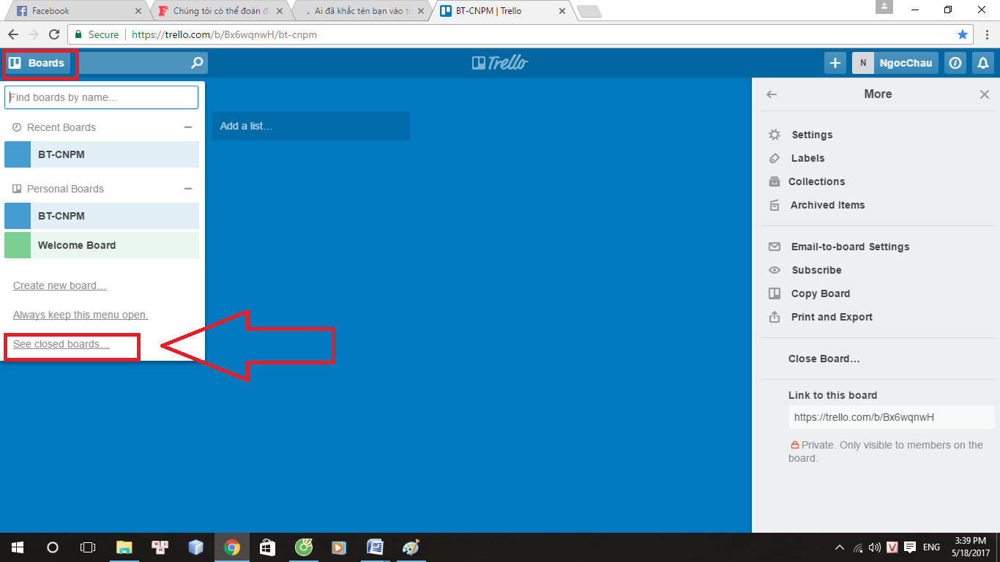 Facebook
Chúng tôi có thể đoán đ
Ai đã khắc tên bạn vào tr
BT-CNPM | Trello
Secure
https://trello.com/b/Bx6wqnwH/bt-cnpm
Boards
Trello
N
NgocChau
Find boards by name…
Recent Boards
BT-CNPM
Personal Boards
BT-CNPM
Welcome Board
Create new board…
Always keep this menu open.
See closed boards…
Add a list…
More
Settings
Labels
Collections
Archived Items
Email-to-board Settings
Subscribe
Copy Board
Print and Export
Close Board…
Link to this board
https://trello.com/b/Bx6wqnwH
Private. Only visible to members on the
board.
ENG
3:39 PM
5/18/2017